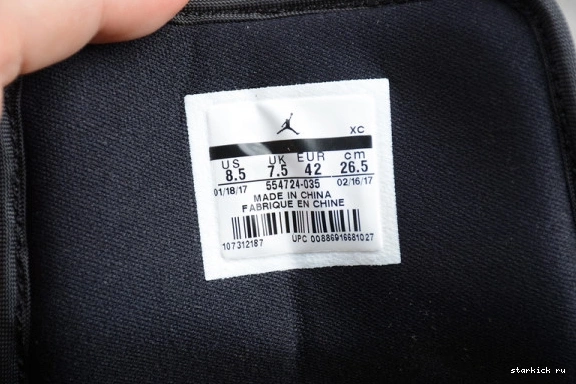 XC
US UK EUR cm
8.5 7.5 42 26.5
01/18/17 554724-035 02/16/17
MADE IN CHINA
FABRIQUE EN CHINE
107312187 UPC 00886916681027
starkick ru